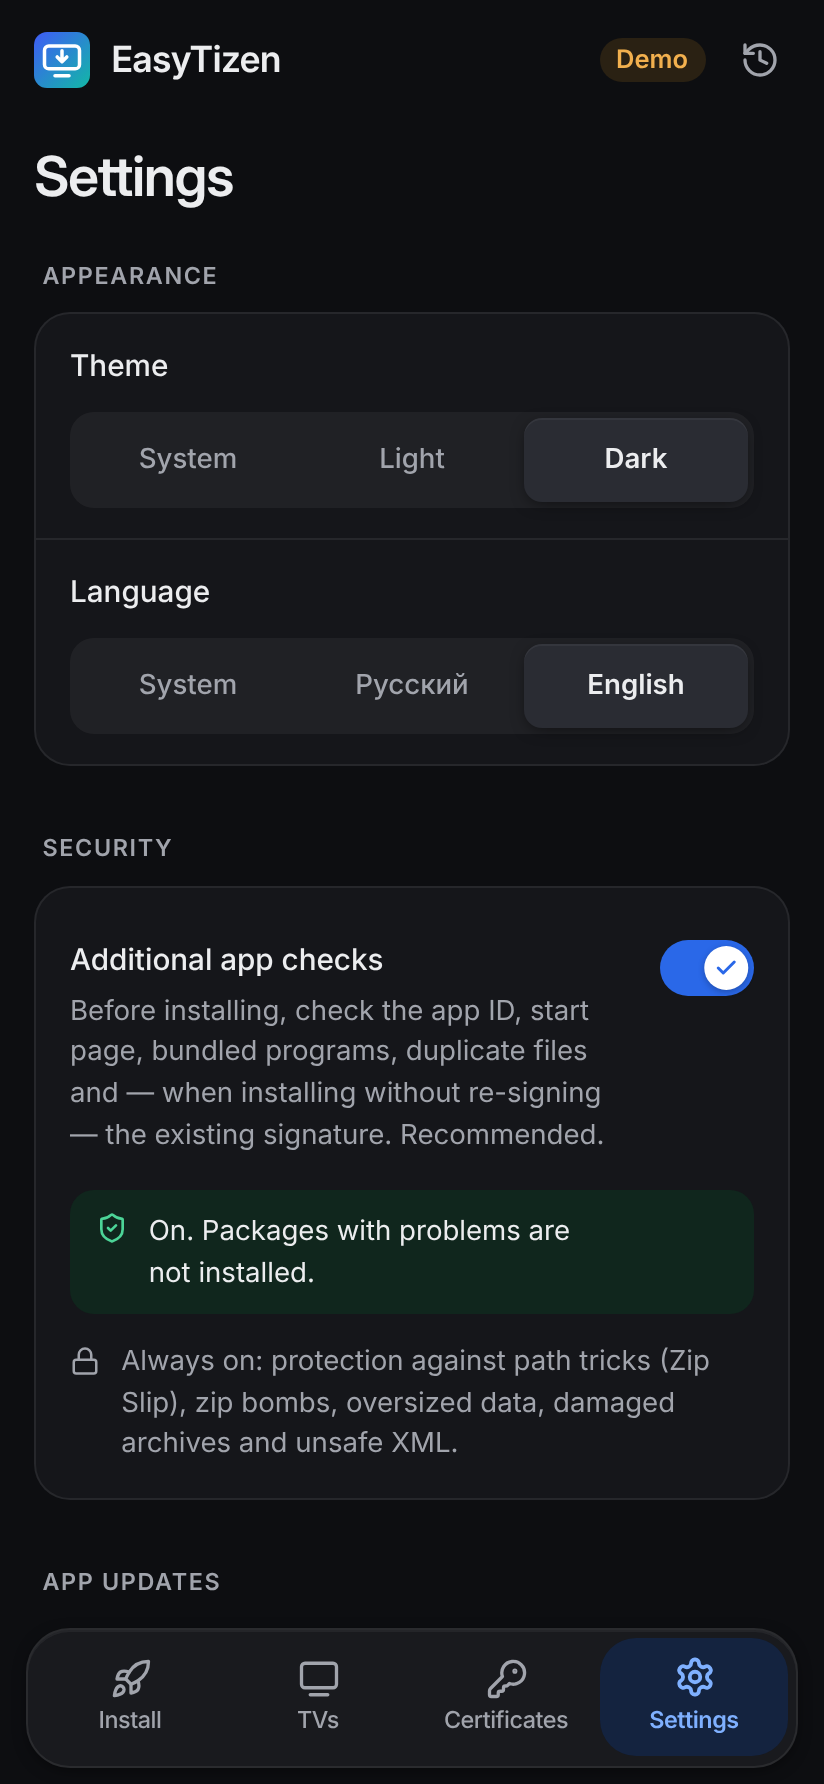 EasyTizen
Demo
Settings
APPEARANCE
Theme
System Light Dark
Language
System Русский English
SECURITY
Additional app checks
Before installing, check the app ID, start
page, bundled programs, duplicate files
and — when installing without re-signing
— the existing signature. Recommended.
On. Packages with problems are
not installed.
Always on: protection against path tricks (Zip
Slip), zip bombs, oversized data, damaged
archives and unsafe XML.
APP UPDATES
Install TVs Certificates Settings